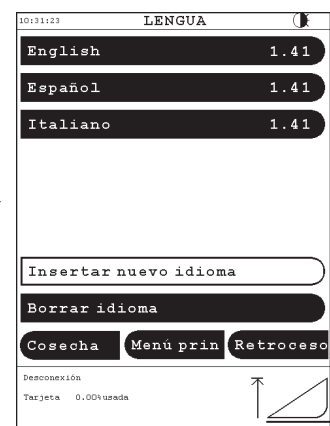 10:31:23 LENGUA
English 1.41
Español 1.41
Italiano 1.41
Insertar nuevo idioma
Borrar idioma
Cosecha Menú prin Retroceso
Desconexión
Tarjeta 0.00%usada